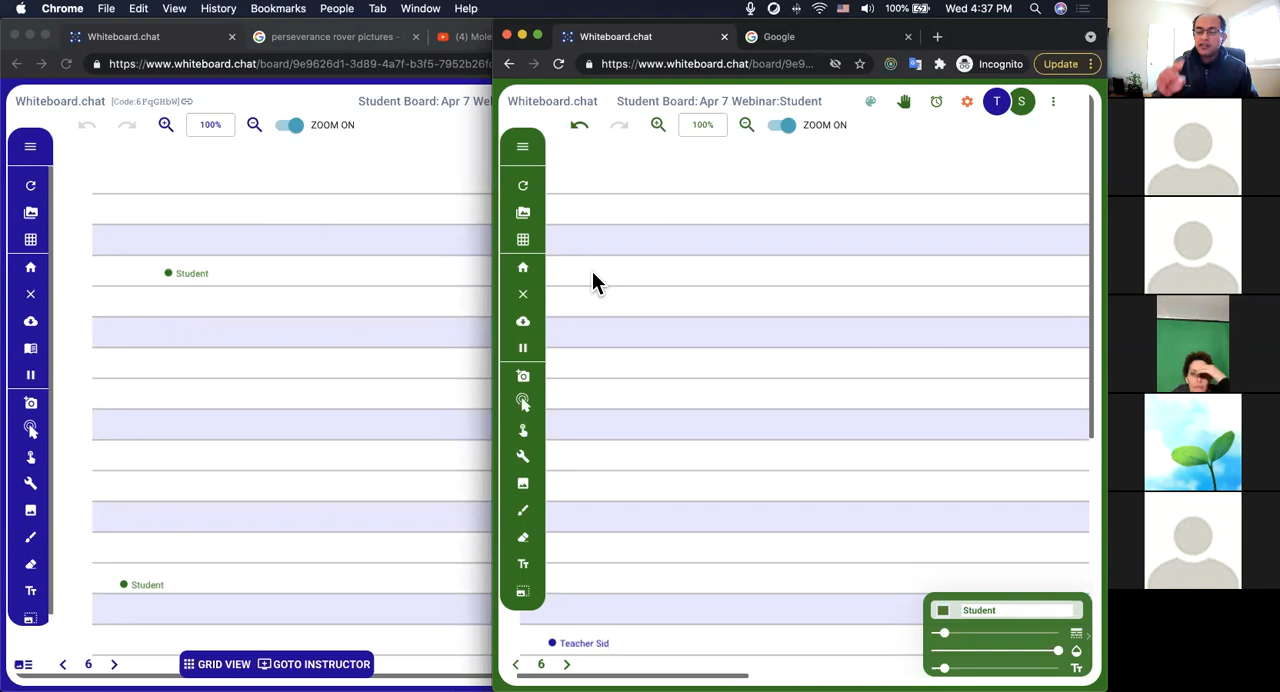 Chrome File Edit View History Bookmarks People Tab Window Help 100% Wed 4:37 PM
Whiteboard.chat perseverance rover pictures - (4) Mole
https://www.whiteboard.chat/board/9e9626d1-3d89-4a7f-b3f5-7952b26fc
Whiteboard.chat [Code:6FqGHbW] Student Board: Apr 7 Wel
100% ZOOM ON
Student
Student
6 GRID VIEW GOTO INSTRUCTOR
Tт
Whiteboard.chat Google
https://www.whiteboard.chat/board/9e9... Incognito Update
Whiteboard.chat Student Board: Apr 7 Webinar:Student T S
100% ZOOM ON
Tт
Teacher Sid
6
Student
Tт